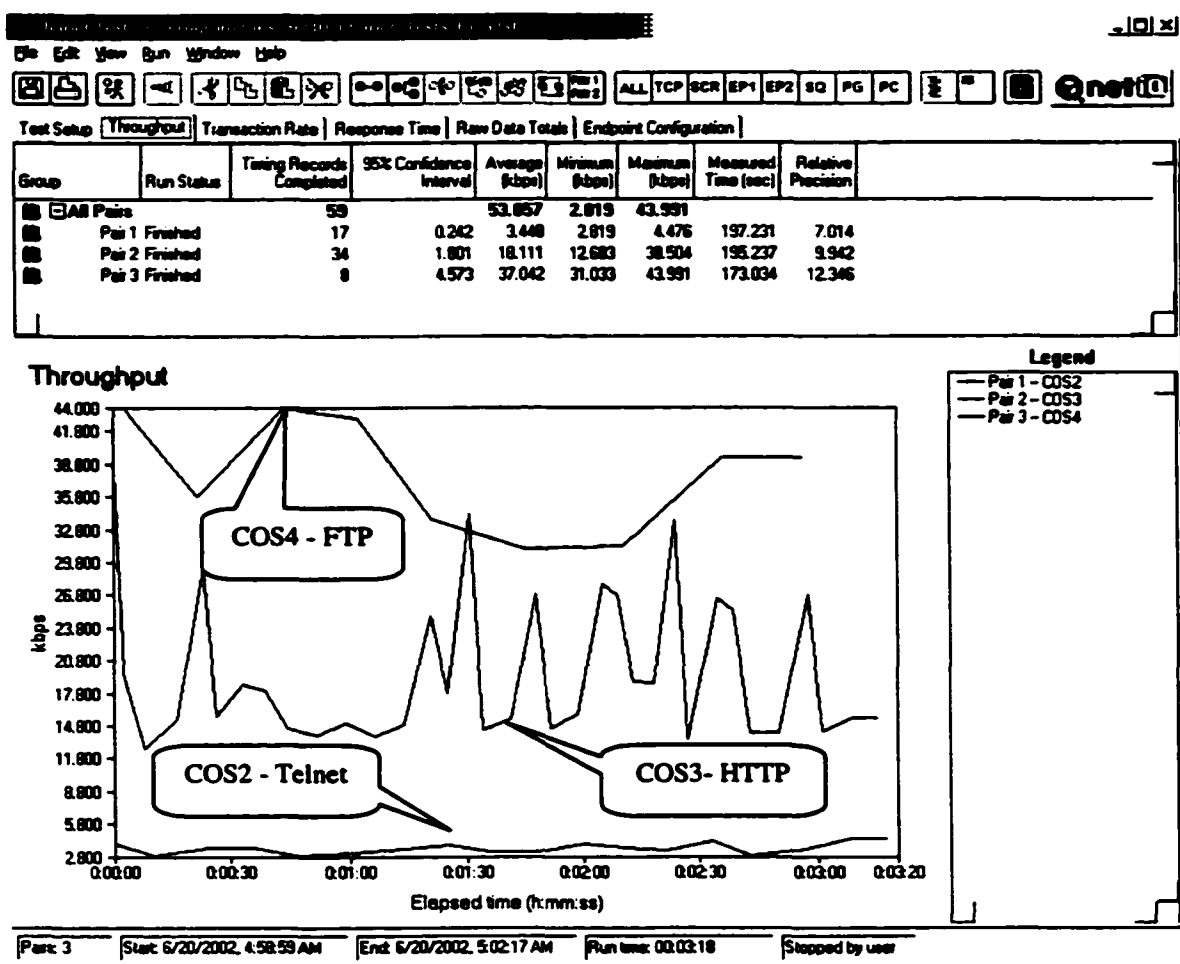 File Edit View Run Window Help
ALL TCP SCR EP1 EP2 SQ PG PC netiQ
Pair 1
Pair 2
Test Setup Throughput Transaction Rate Response Time Raw Data Totals Endpoint Configuration
Group Run Status Timing Records Completed 95% Confidence Interval Average (kbps) Minimum (kbps) Maximum (kbps) Measured Time (sec) Relative Precision
All Pairs 59 53.857 2.819 43.991
Pair 1 Finished 17 0.242 3.448 2.819 4.476 197.231 7.014
Pair 2 Finished 34 1.801 18.111 12.683 38.504 195.237 9.942
Pair 3 Finished 8 4.573 37.042 31.033 43.991 173.034 12.346
Throughput
Legend
Pair 1 - COS2
Pair 2 - COS3
Pair 3 - COS4
44.000
41.800
38.800
35.800
32.800
29.800
26.800
23.800
20.800
17.800
14.800
11.800
8.800
5.800
2.800
kbps
COS4 - FTP
COS2 - Telnet
COS3- HTTP
0:00:00 0:00:30 0:01:00 0:01:30 0:02:00 0:02:30 0:03:00 0:03:20
Elapsed time (h:mm:ss)
Pairs: 3 Start: 6/20/2002, 4:58:59 AM End: 6/20/2002, 5:02:17 AM Run time: 00:03:18 Stopped by user